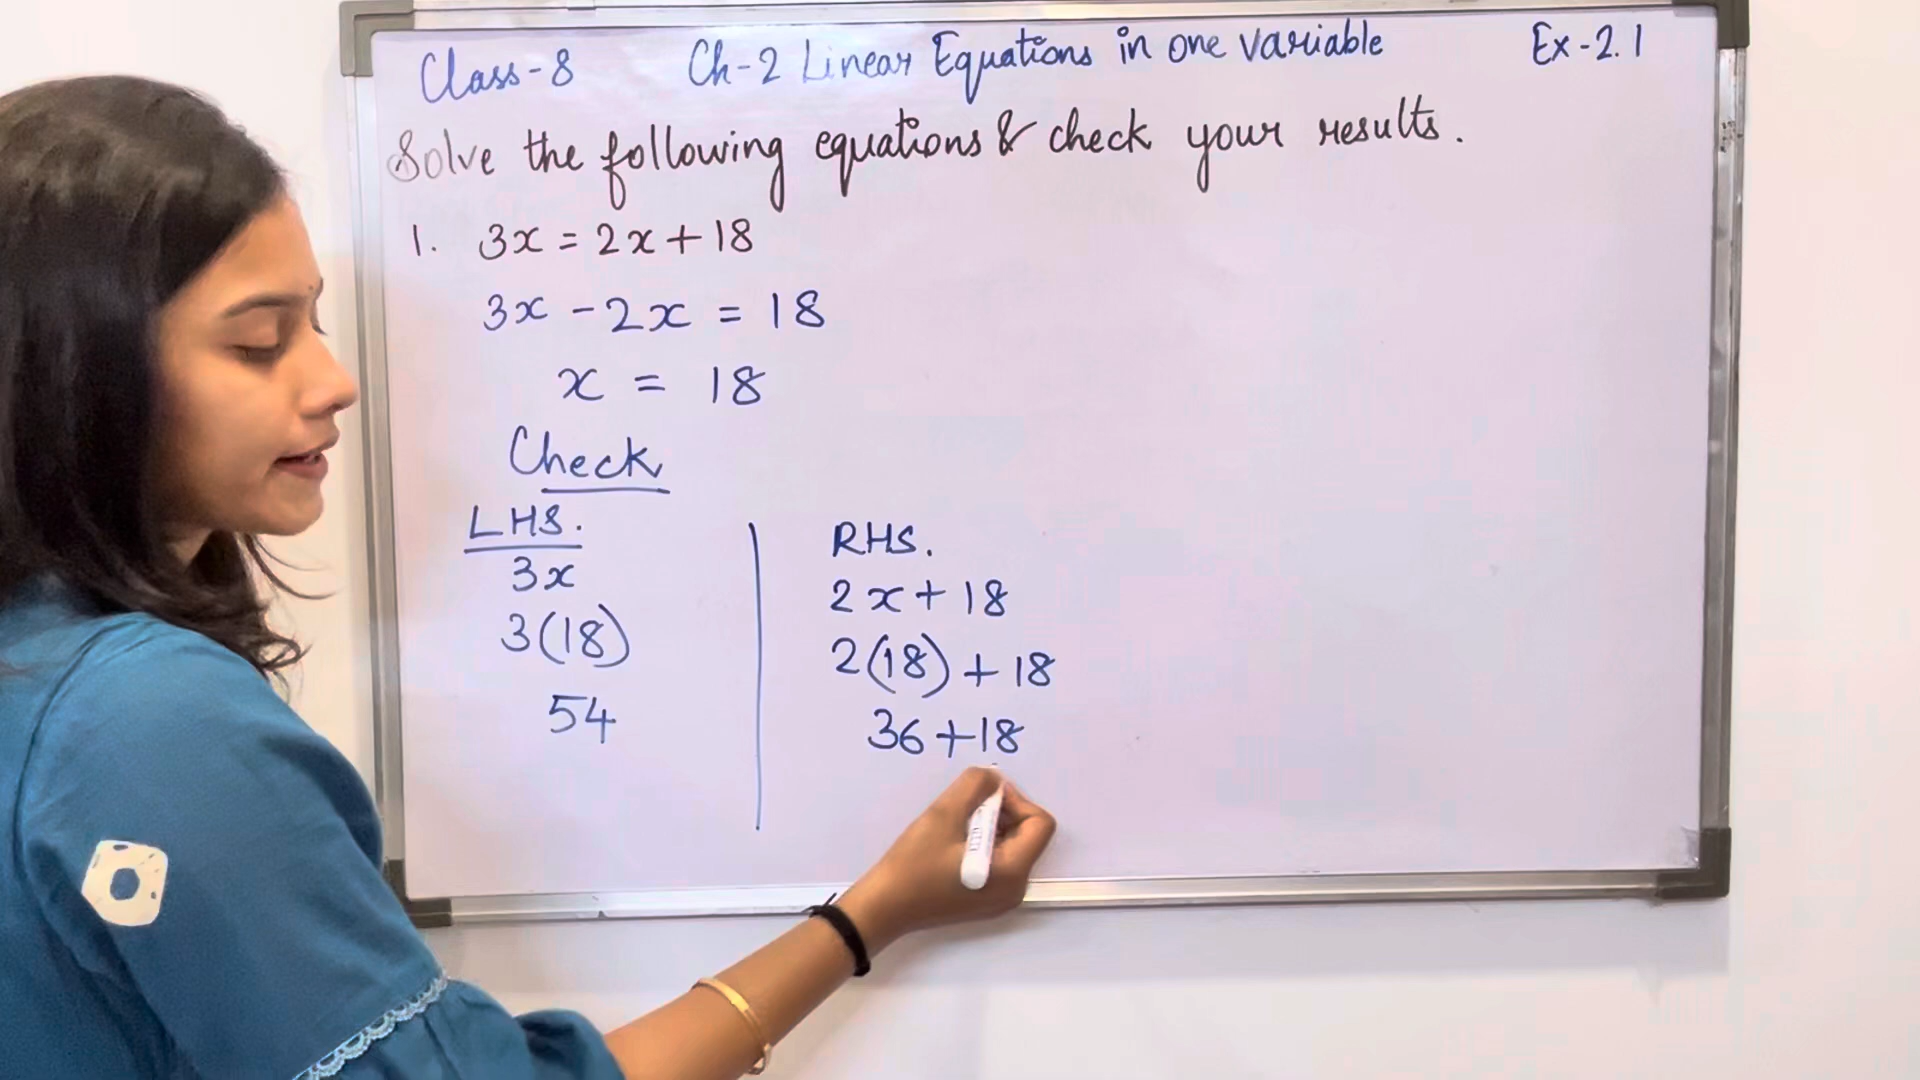 Class-8 Ch-2 Linear Equations in one variable Ex-2.1
Solve the following equations & check your results.
1. 3x = 2x + 18
3x - 2x = 18
x = 18
Check
LHS.
3x
3(18)
54
RHS.
2x + 18
2(18) + 18
36 + 18